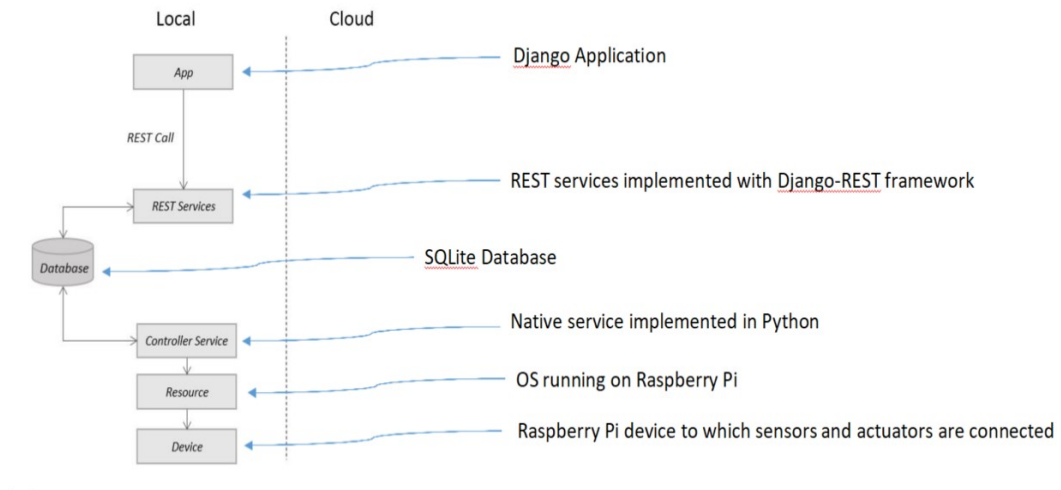 Local
Cloud
App
Django Application
REST Call
REST Services
REST services implemented with Django-REST framework
Database
SQLite Database
Controller Service
Native service implemented in Python
Resource
OS running on Raspberry Pi
Device
Raspberry Pi device to which sensors and actuators are connected